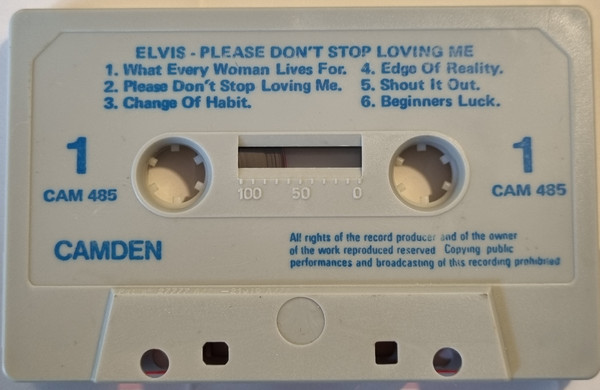 ELVIS - PLEASE DON'T STOP LOVING ME
1. What Every Woman Lives For. 4. Edge Of Reality.
2. Please Don't Stop Loving Me. 5. Shout It Out.
3. Change Of Habit. 6. Beginners Luck.
1 1
CAM 485 CAM 485
100 50 0
CAMDEN
All rights of the record producer and of the owner
of the work reproduced reserved Copying public
performances and broadcasting of this recording prohibited